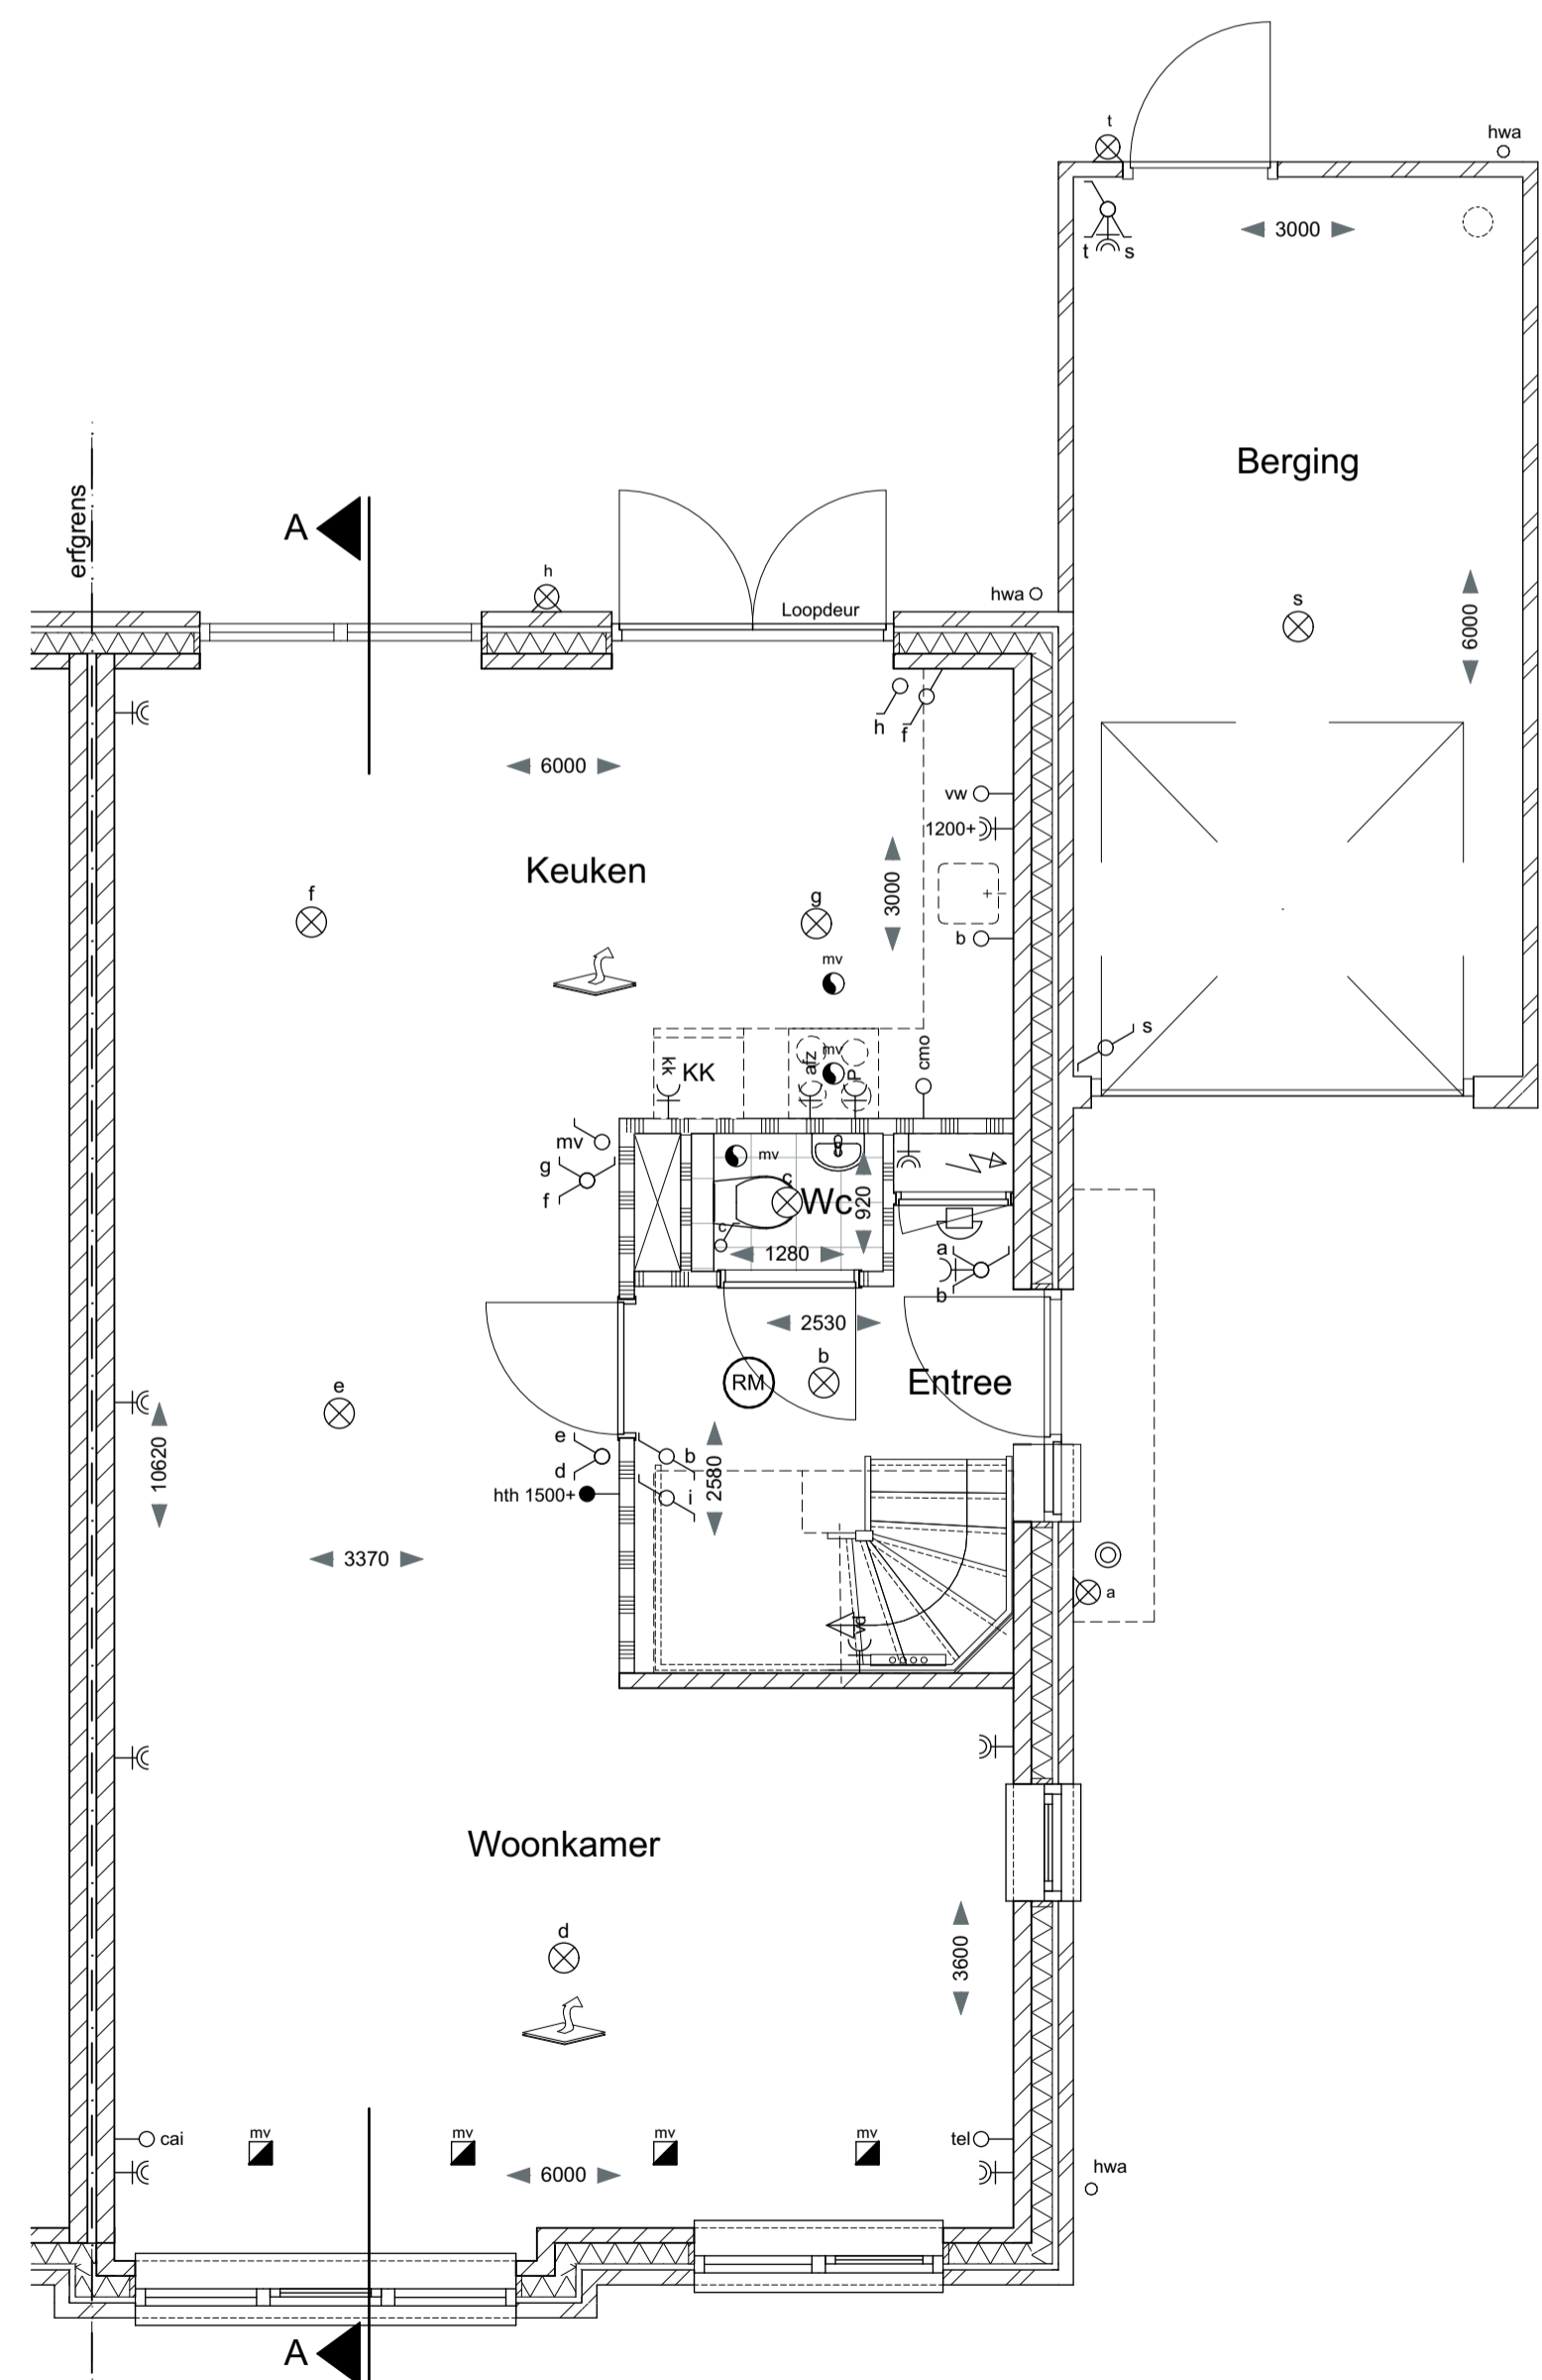 t
hwa
3000
t s
Berging
erfgrens
A
h
Loopdeur
hwa
s
6000
h
f
6000
vw
1200+
Keuken
3000
f
g
b
mv
s
kk
KK
afz
mv
P
cmo
mv
g
f
mv
c
Wc
920
c
1280
a
b
2530
b
RM
Entree
e
10620
e
d
b
2580
hth 1500+
i
3370
a
Woonkamer
d
3600
cai
mv
mv
mv
mv
tel
6000
hwa
A